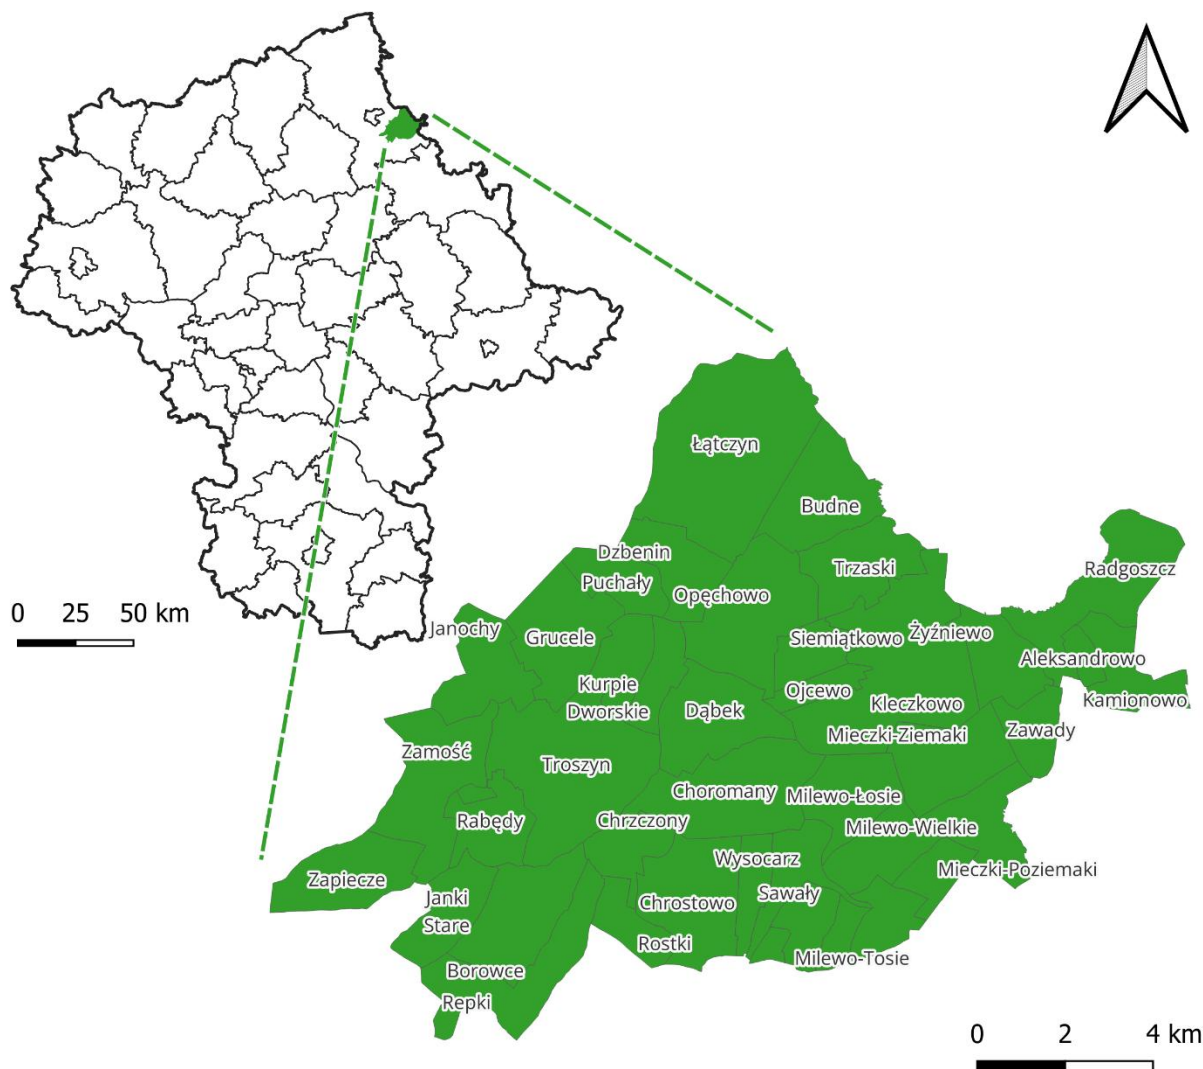 Łątczyn
Budne
Dzbenin
Trzaski
Radgoszcz
Puchały
Opęchowo
0 25 50 km
Janochy
Grucele
Siemiątkowo
Żyźniewo
Aleksandrowo
Kurpie
Dworskie
Dąbek
Ojcewo
Kleczkowo
Kamionowo
Zamość
Mieczki-Ziemaki
Zawady
Troszyn
Choromany
Milewo-Łosie
Rabędy
Chrzczony
Milewo-Wielkie
Wysocarz
Mieczki-Poziemaki
Zapiecze
Sawały
Janki
Stare
Chrostowo
Rostki
Milewo-Tosie
Borowce
Repki
0 2 4 km